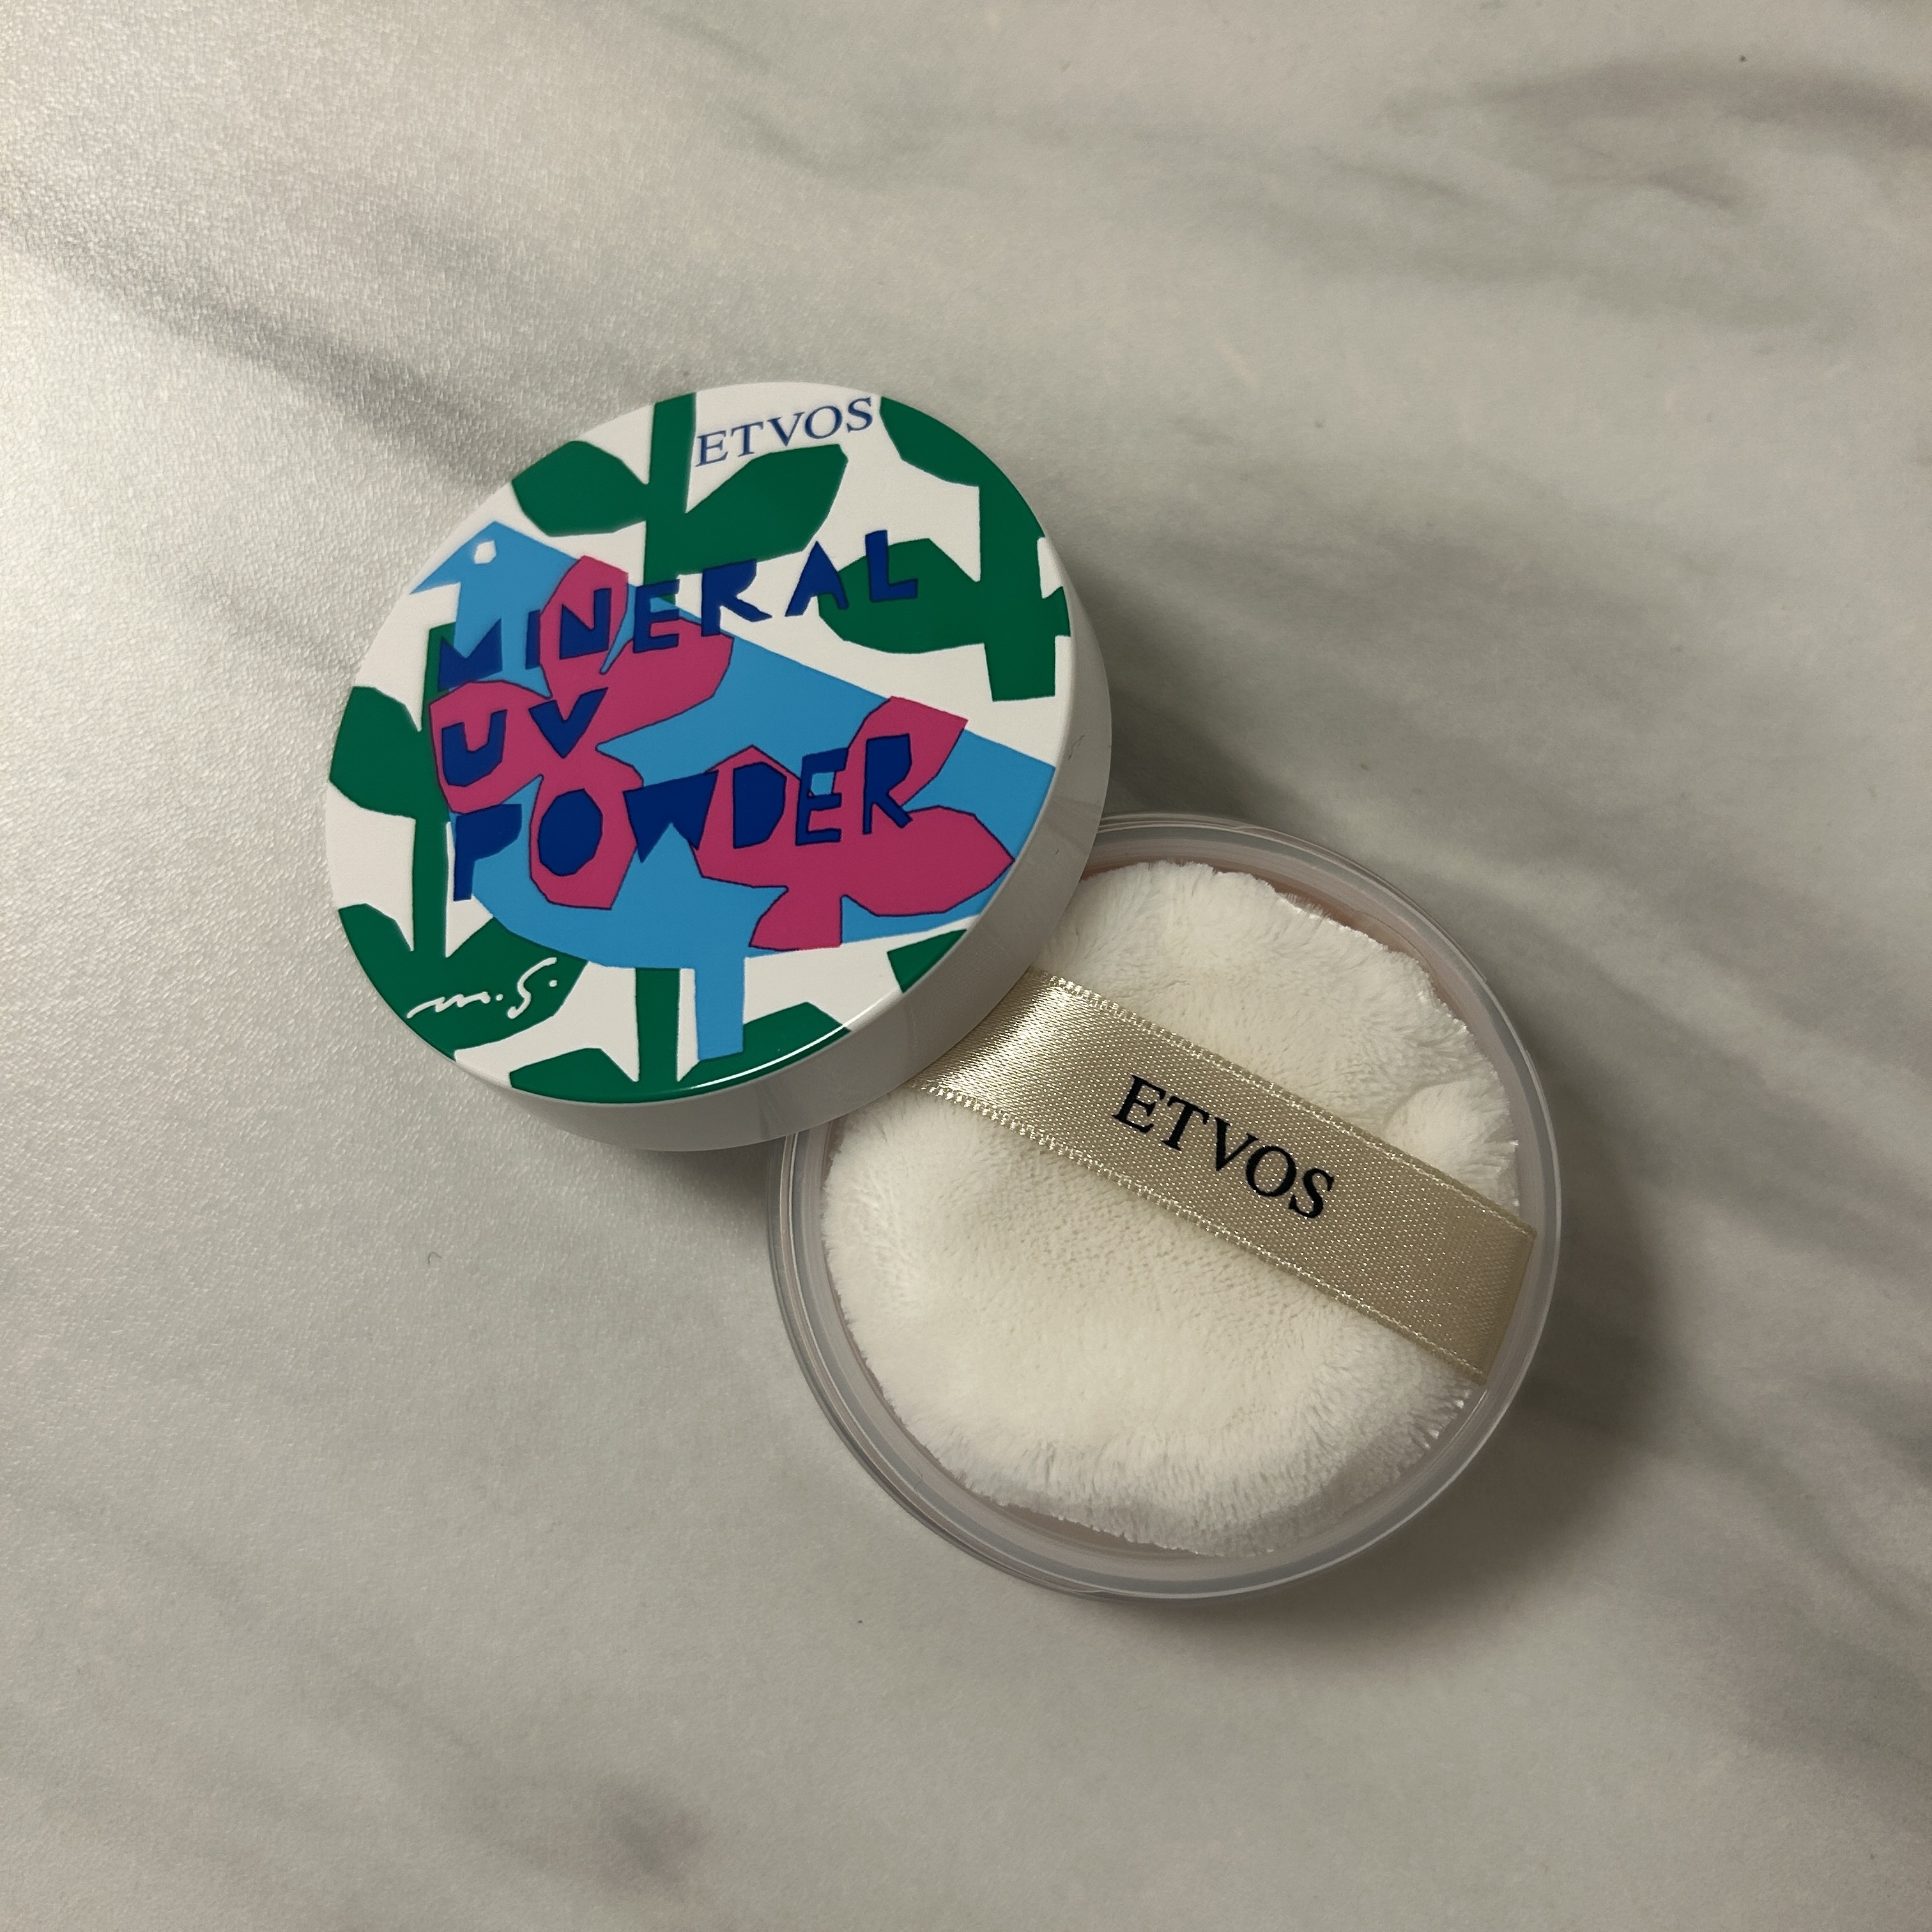 ETVOS
MINERAL
UV
POWDER
m.s.
ETVOS